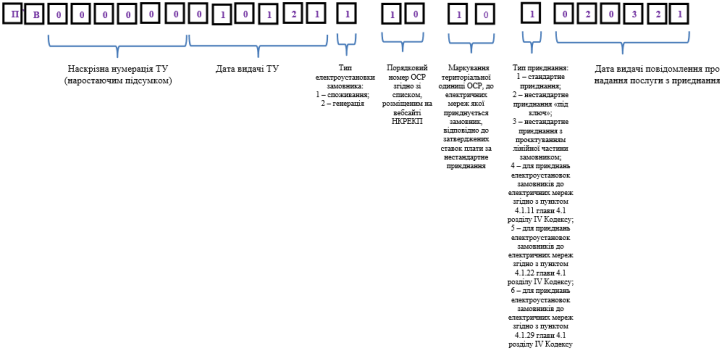 П В 0 0 0 0 0 0 0 1 0 1 2 1 1 1 0 1 0 1 0 2 0 3 2 1
Наскрізна нумерація ТУ
(наростаючим підсумком)
Дата видачі ТУ
Тип
електроустановки
замовника:
1 – споживання;
2 – генерація
Порядковий
номер ОСР
згідно зі
списком,
розміщеним на
вебсайті
НКРЕКП
Маркування
територіальної
одиниці ОСР, до
електричних
мереж якої
приєднується
замовник,
відповідно до
затверджених
ставок плати за
нестандартне
приєднання
Тип приєднання:
1 – стандартне
приєднання;
2 – нестандартне
приєднання «під
ключ»;
3 – нестандартне
приєднання з
проєктуванням
лінійної частини
замовником;
4 – для приєднань
електроустановок
замовників до
електричних мереж
згідно з пунктом
4.1.11 глави 4.1
розділу IV Кодексу;
5 – для приєднань
електроустановок
замовників до
електричних мереж
згідно з пунктом
4.1.22 глави 4.1
розділу IV Кодексу;
6 – для приєднань
електроустановок
замовників до
електричних мереж
згідно з пунктом
4.1.29 глави 4.1
розділу IV Кодексу
Дата видачі повідомлення про
надання послуги з приєднання